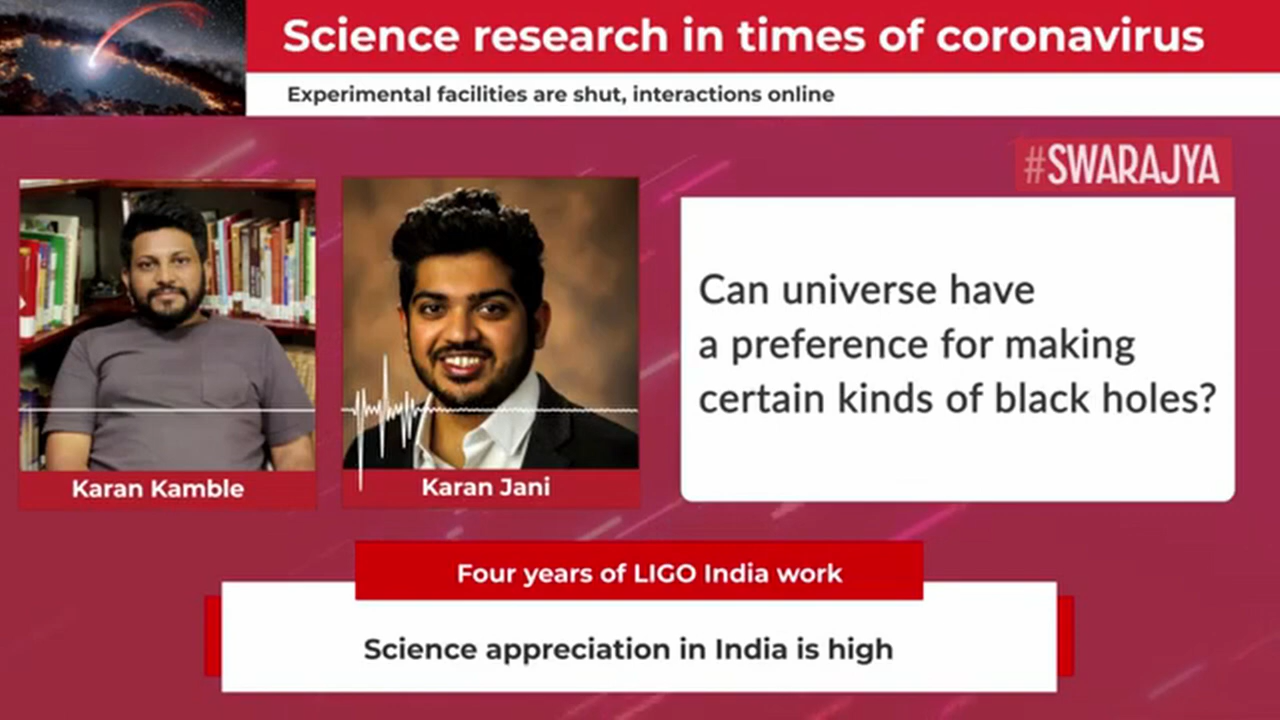 Science research in times of coronavirus
Experimental facilities are shut, interactions online
#SWARAJYA
Can universe have
a preference for making
certain kinds of black holes?
Karan Kamble
Karan Jani
Four years of LIGO India work
Science appreciation in India is high